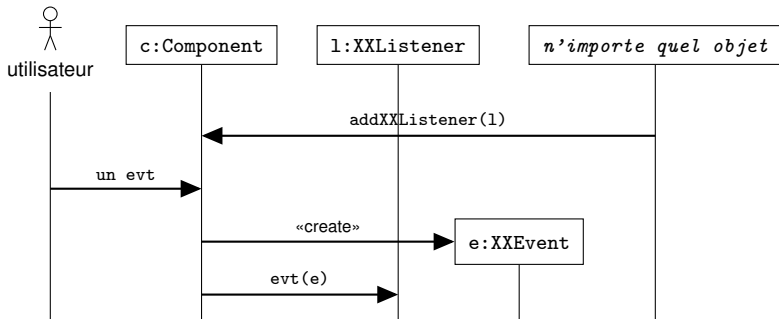 utilisateur
c:Component
l:XXListener
n'importe quel objet
addXXListener(l)
un evt
«create»
e:XXEvent
evt(e)